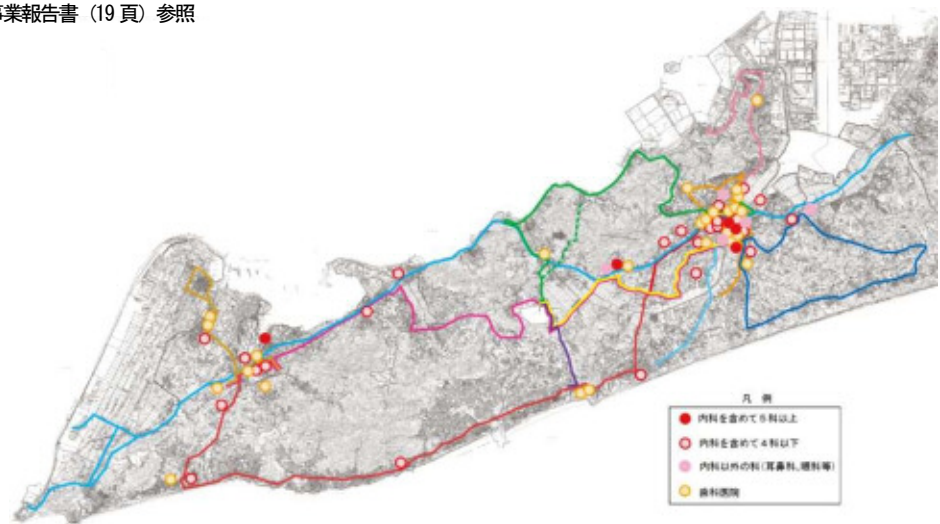 事業報告書（19 頁）参照
凡 例
内科を含めて５科以上
内科を含めて４科以下
内科以外の科（耳鼻科、眼科等）
歯科医院